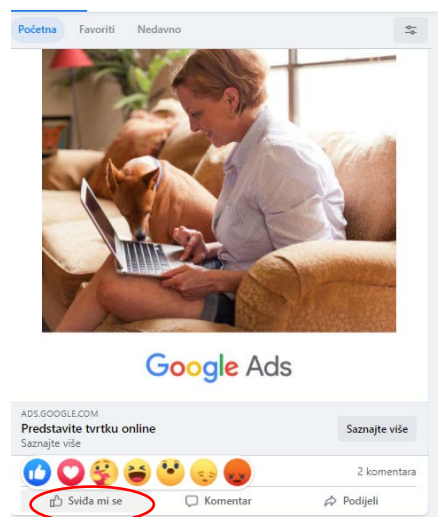 Početna Favoriti Nedavno
Google Ads
ADS.GOOGLE.COM
Predstavite tvrtku online
Saznajte više
Saznajte više
2 komentara
Sviđa mi se Komentar Podijeli